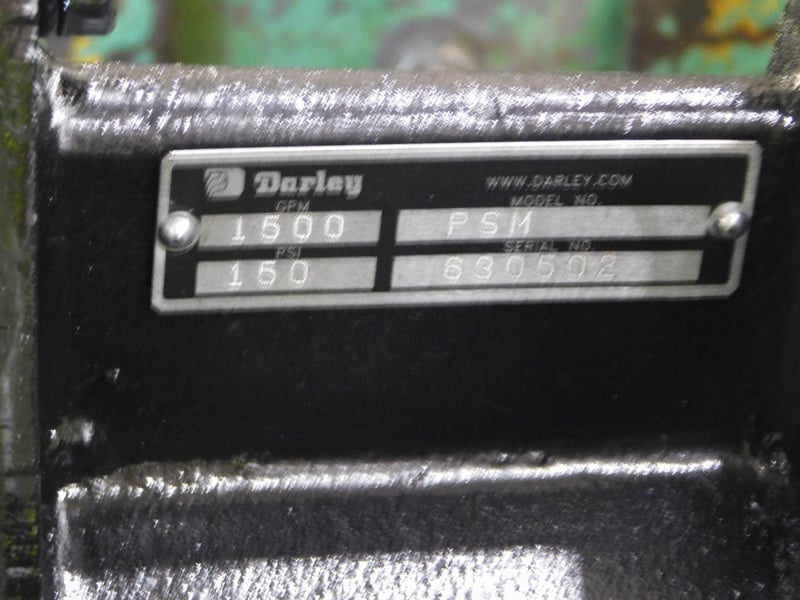 Darley
WWW.DARLEY.COM
GPM
MODEL NO.
1500
PSM
PSI
SERIAL NO.
150
630502